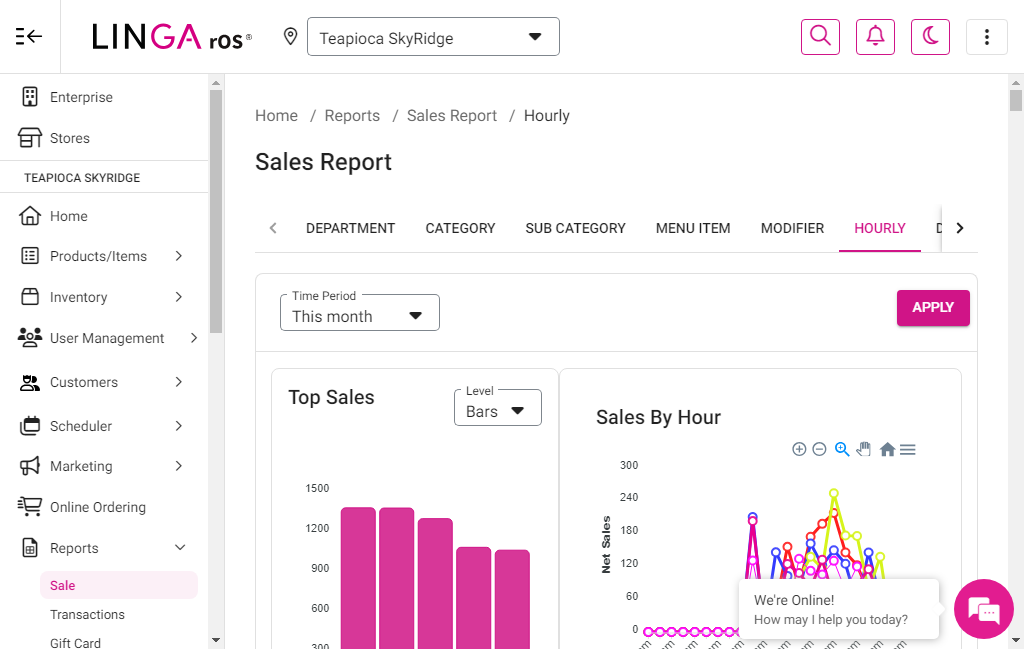 LINGA ros®
Teapioca SkyRidge
Enterprise
Stores
TEAPIOCA SKYRIDGE
Home
Products/Items
Inventory
User Management
Customers
Scheduler
Marketing
Online Ordering
Reports
Sale
Transactions
Gift Card
Home / Reports / Sales Report / Hourly
Sales Report
DEPARTMENT CATEGORY SUB CATEGORY MENU ITEM MODIFIER HOURLY
Time Period
This month
APPLY
Top Sales
Level
Bars
1500
1200
900
600
300
Sales By Hour
300
240
180
120
60
0
Net Sales
We're Online!
How may I help you today?